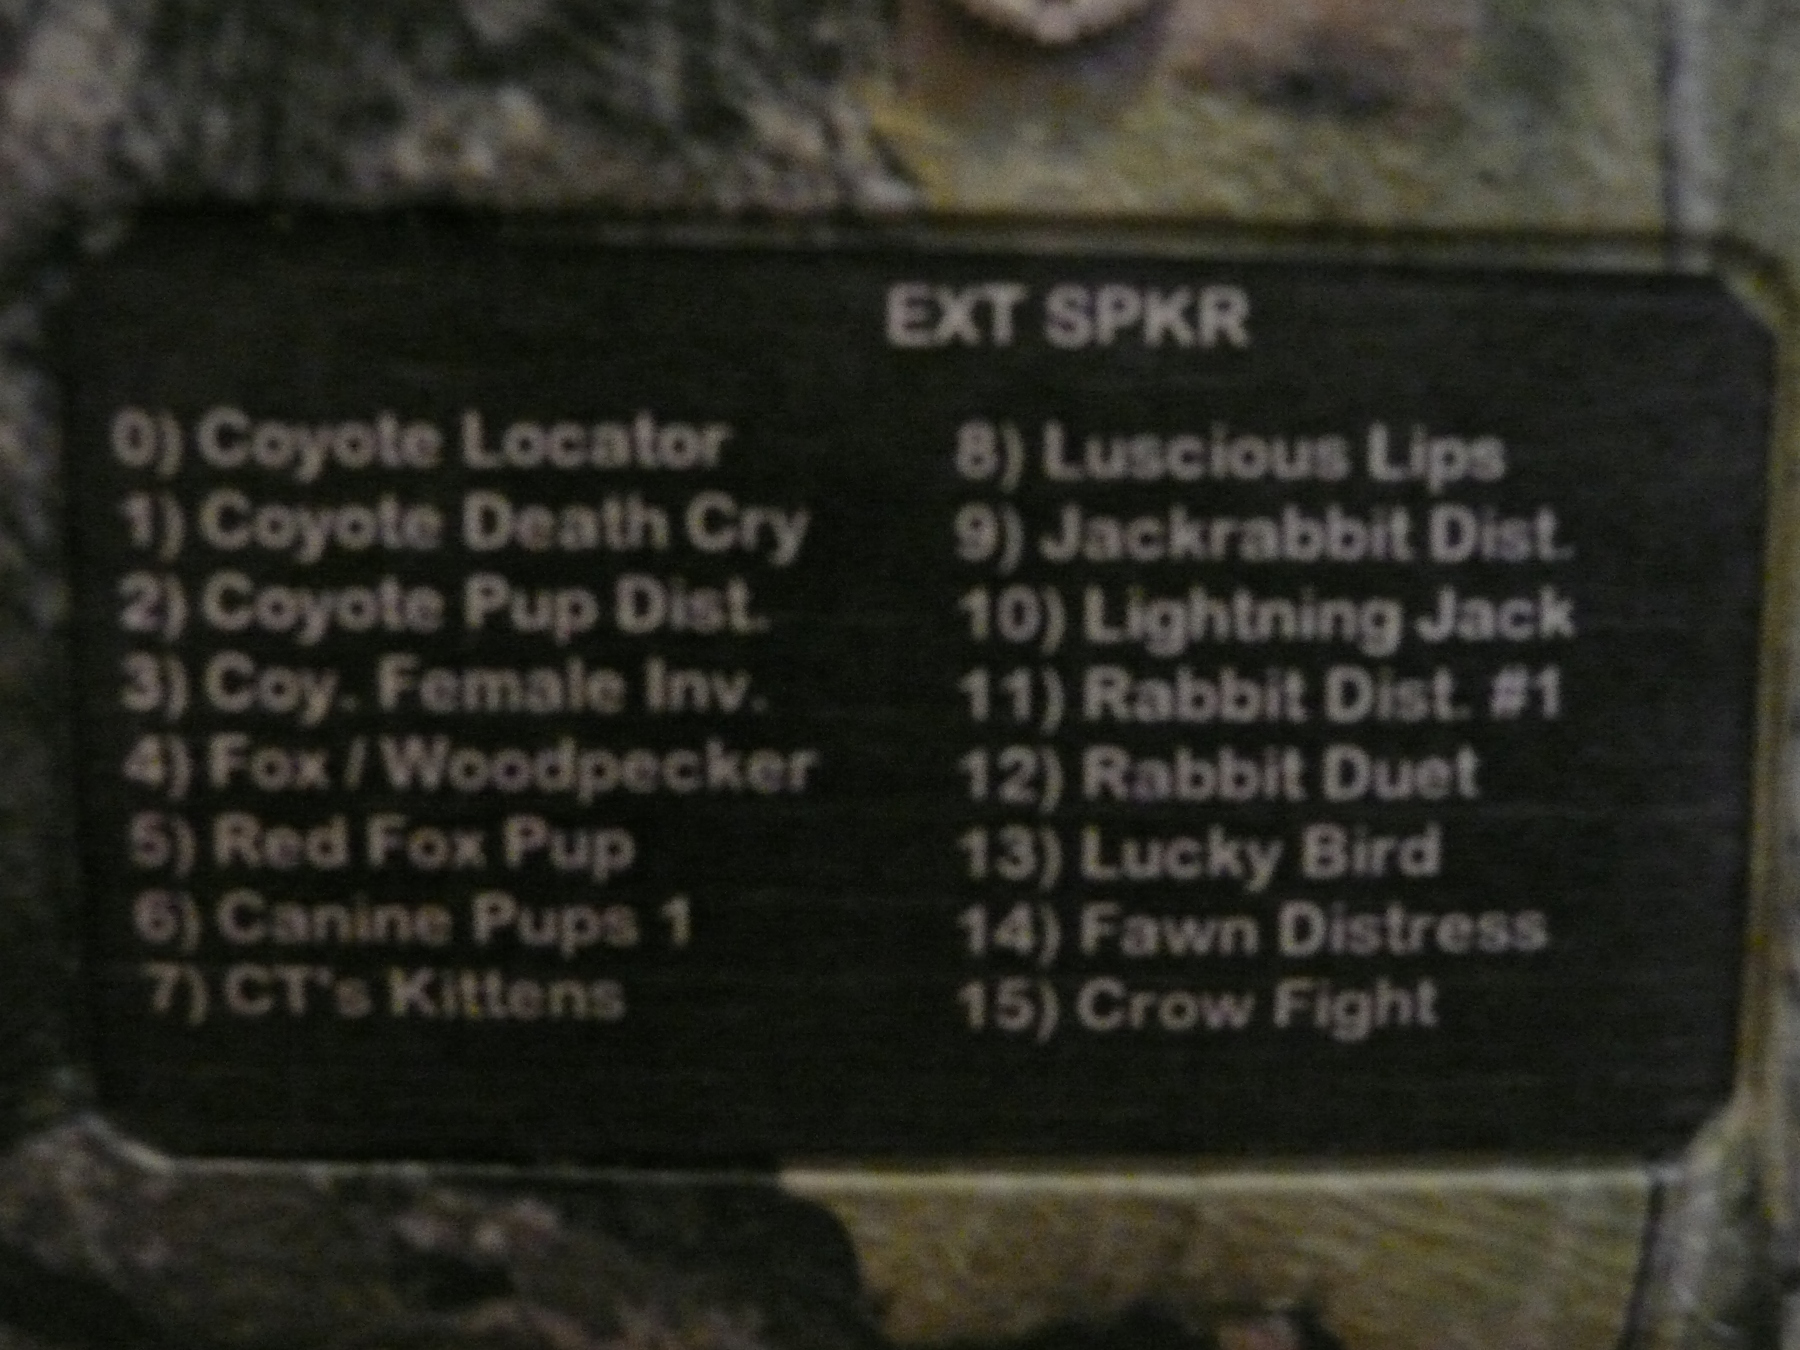 EXT SPKR
0) Coyote Locator
1) Coyote Death Cry
2) Coyote Pup Dist.
3) Coy. Female Inv.
4) Fox / Woodpecker
5) Red Fox Pup
6) Canine Pups 1
7) CT's Kittens
8) Luscious Lips
9) Jackrabbit Dist.
10) Lightning Jack
11) Rabbit Dist. #1
12) Rabbit Duet
13) Lucky Bird
14) Fawn Distress
15) Crow Fight